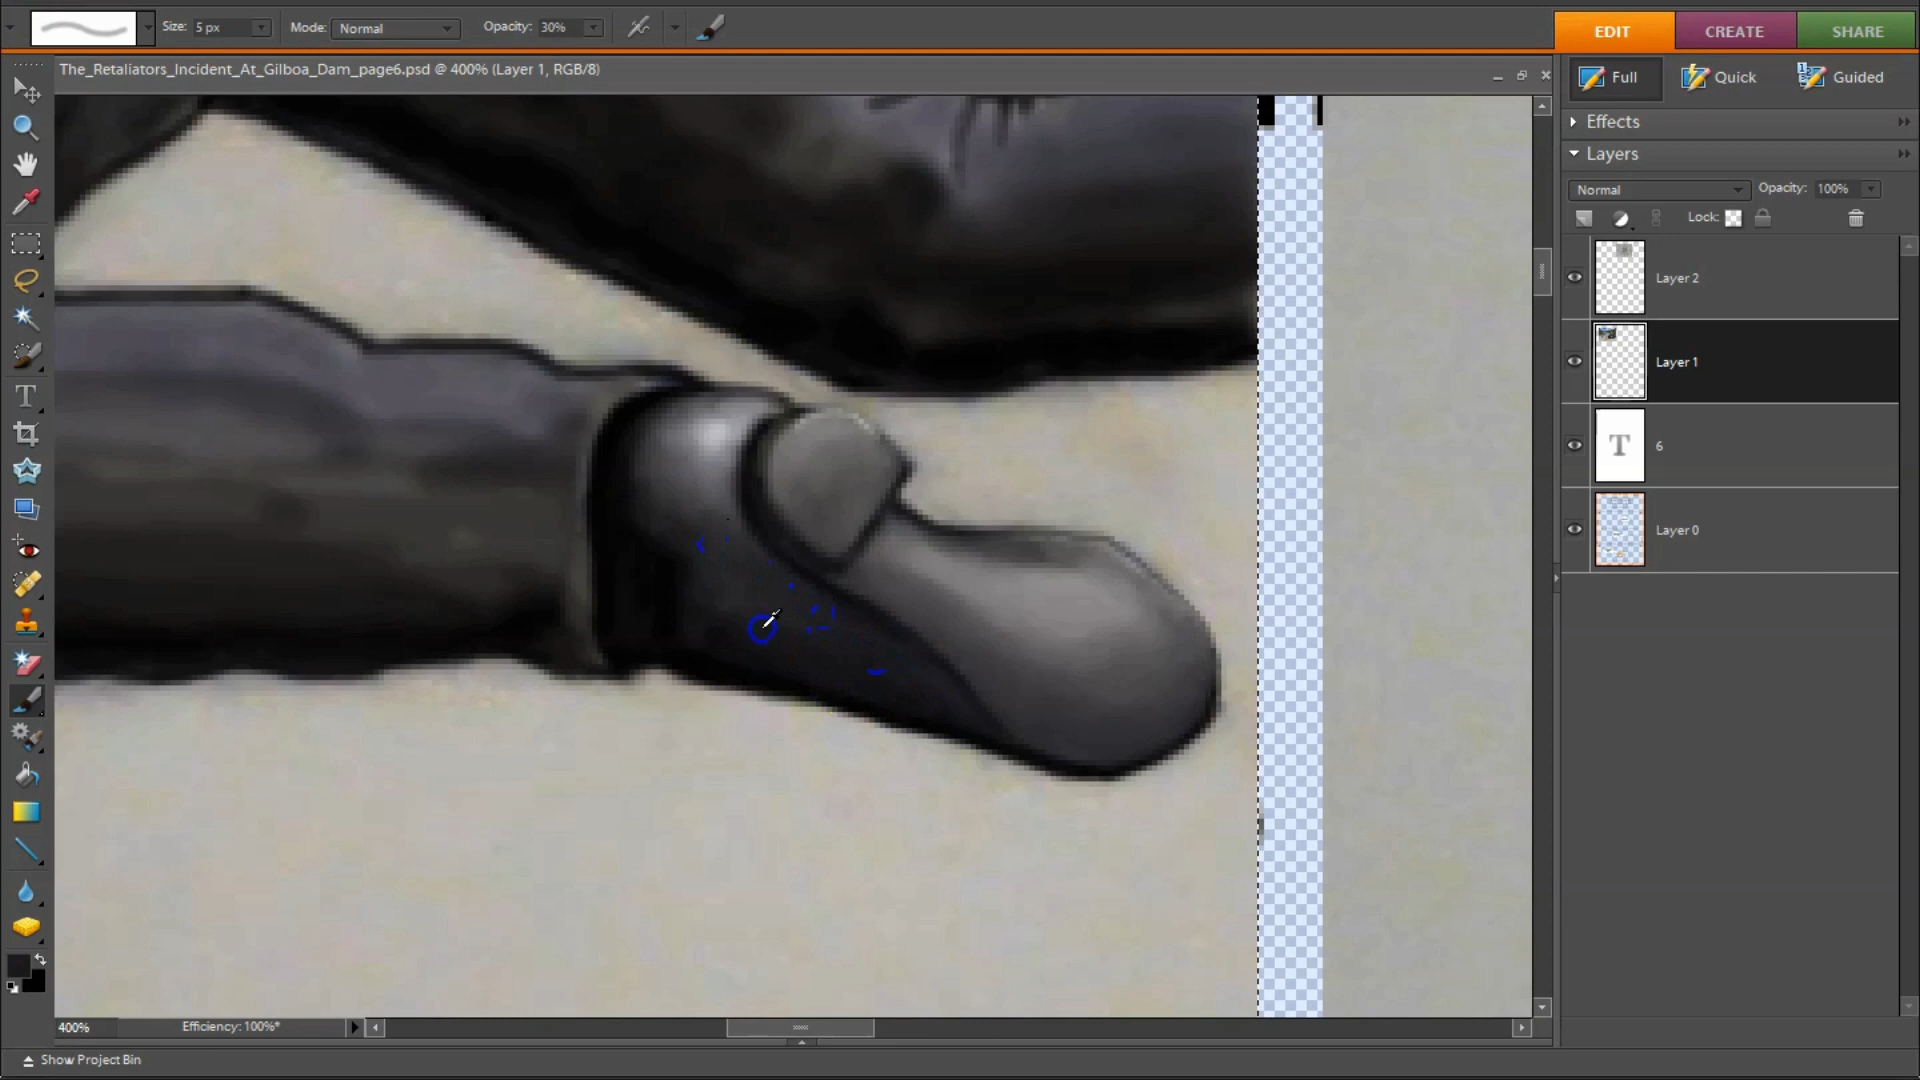 Size: 5 px Mode: Normal Opacity: 30% EDIT CREATE SHARE
The_Retaliators_Incident_At_Gilboa_Dam_page6.psd @ 400% (Layer 1, RGB/8)
Full Quick Guided
Effects
Layers
Normal Opacity: 100%
Lock:
Layer 2
Layer 1
T 6
Layer 0
T
400% Efficiency: 100%*
Show Project Bin